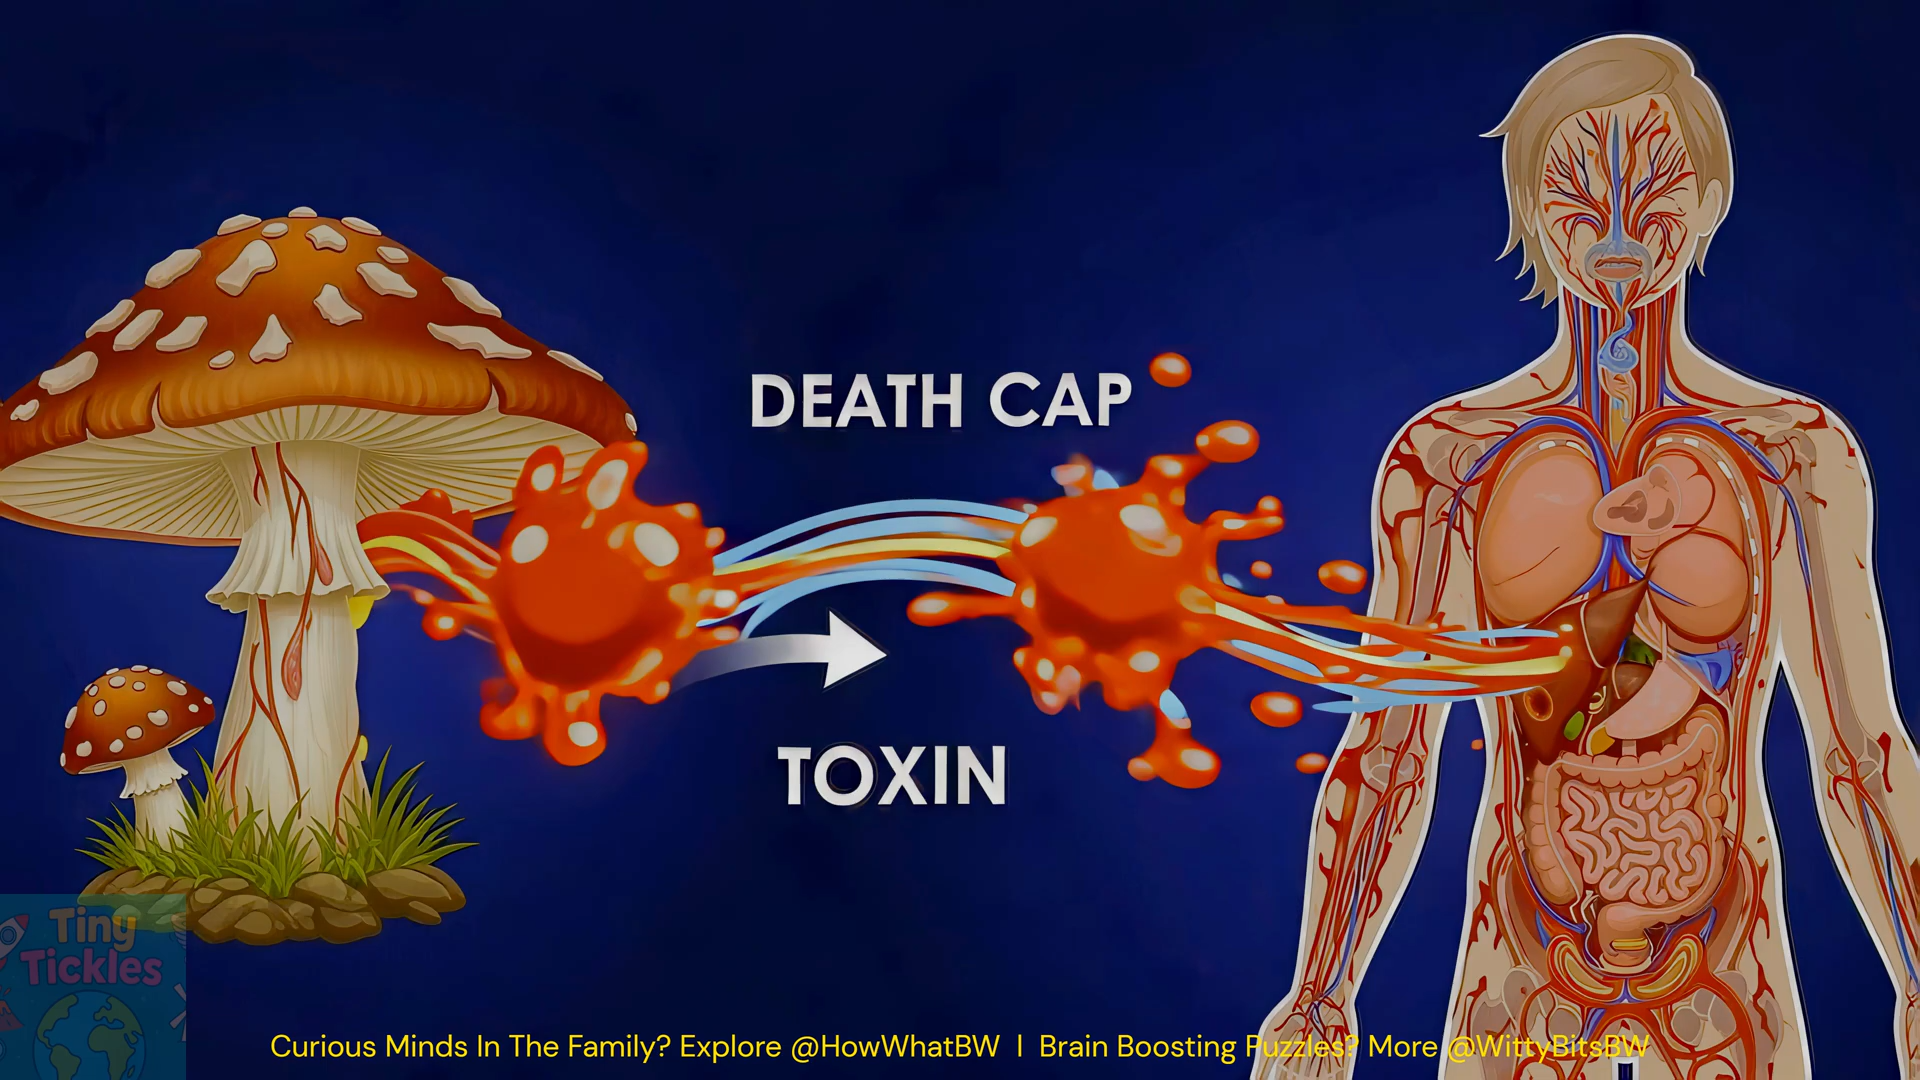 DEATH CAP
TOXIN
Tiny
Tickles
Curious Minds In The Family? Explore @HowWhatBW | Brain Boosting Puzzles? More @WittyBitsBW